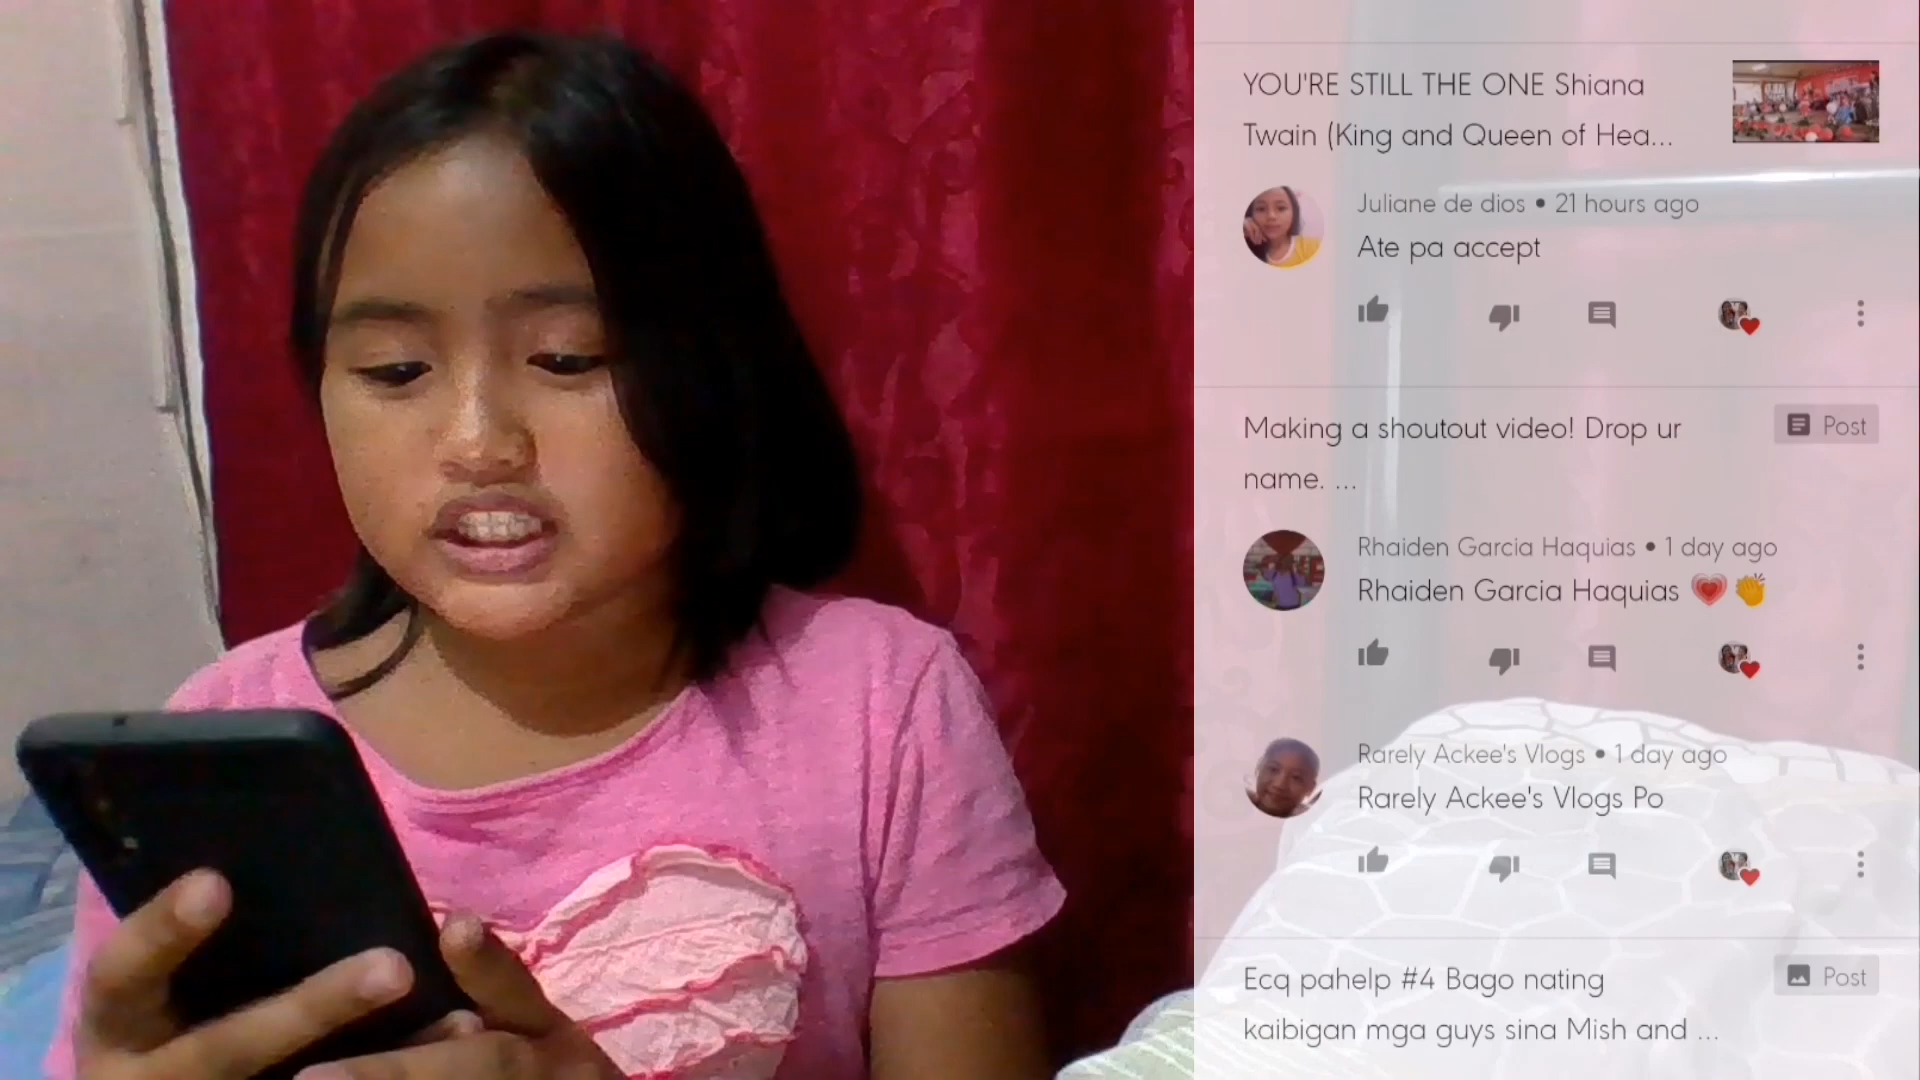 YOU'RE STILL THE ONE Shiana
Twain (King and Queen of Hea...
Juliane de dios • 21 hours ago
Ate pa accept
Making a shoutout video! Drop ur
name. ...
Post
Rhaiden Garcia Haquias • 1 day ago
Rhaiden Garcia Haquias 💗 👏
Rarely Ackee's Vlogs • 1 day ago
Rarely Ackee's Vlogs Po
Ecq pahelp #4 Bago nating
kaibigan mga guys sina Mish and ...
Post